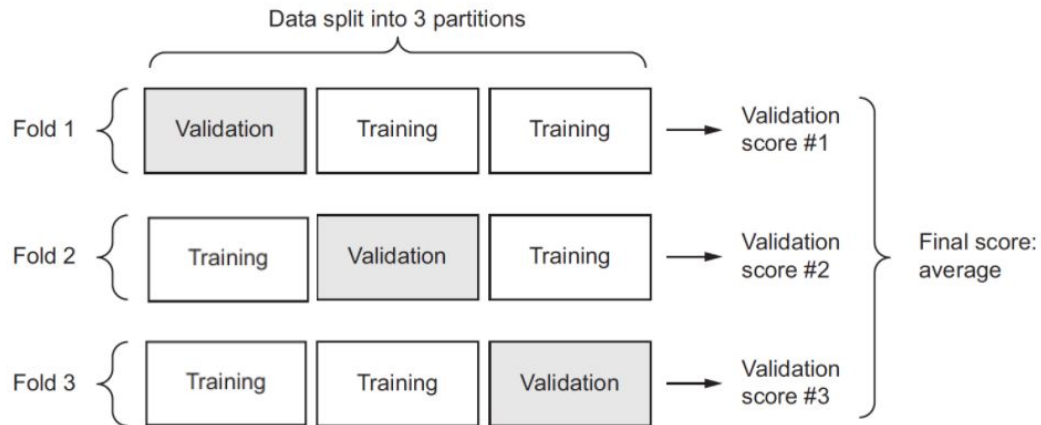 Data split into 3 partitions
Fold 1
Validation
Training
Training
Validation
score #1
Fold 2
Training
Validation
Training
Validation
score #2
Final score:
average
Fold 3
Training
Training
Validation
Validation
score #3